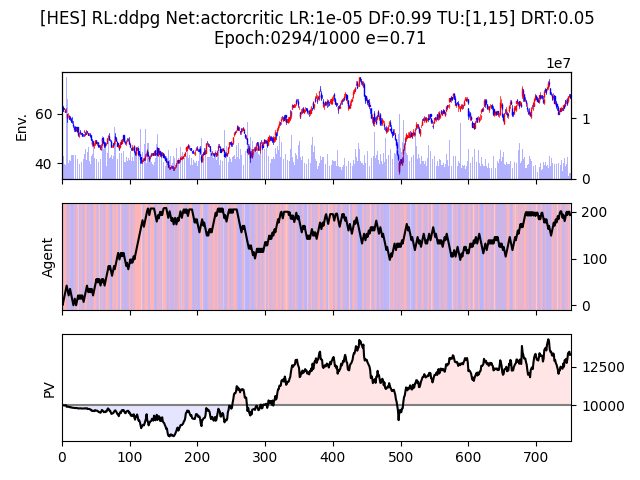 [HES] RL:ddpg Net:actorcritic LR:1e-05 DF:0.99 TU:[1,15] DRT:0.05
Epoch:0294/1000 e=0.71
1e7
Env.
60
40
1
0
Agent
200
100
0
PV
12500
10000
0 100 200 300 400 500 600 700